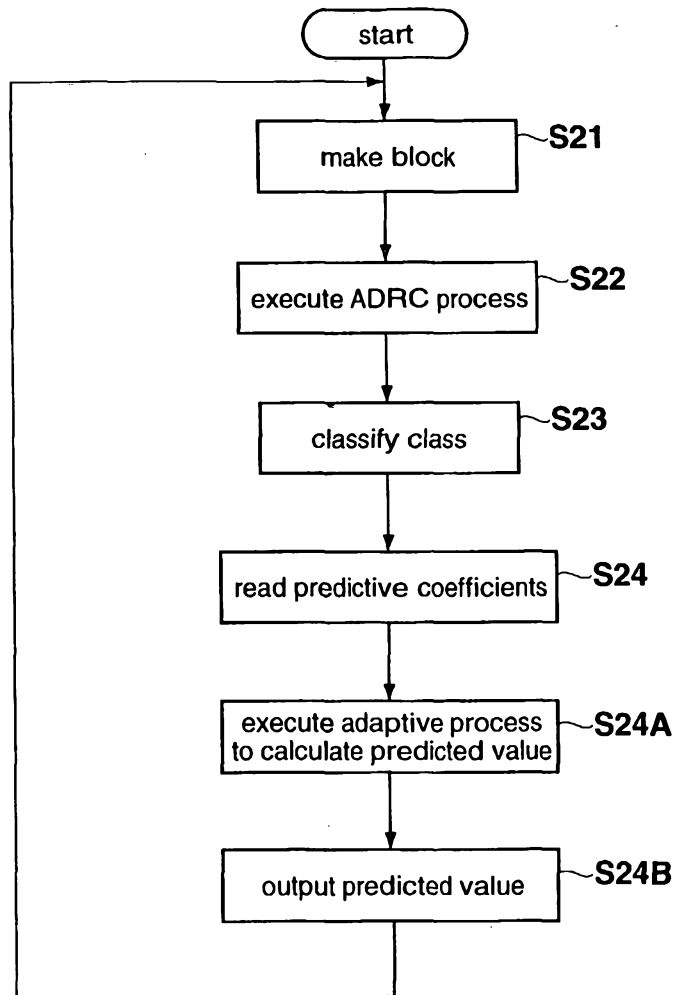 start
make block
S21
execute ADRC process
S22
classify class
S23
read predictive coefficients
S24
execute adaptive process
to calculate predicted value
S24A
output predicted value
S24B